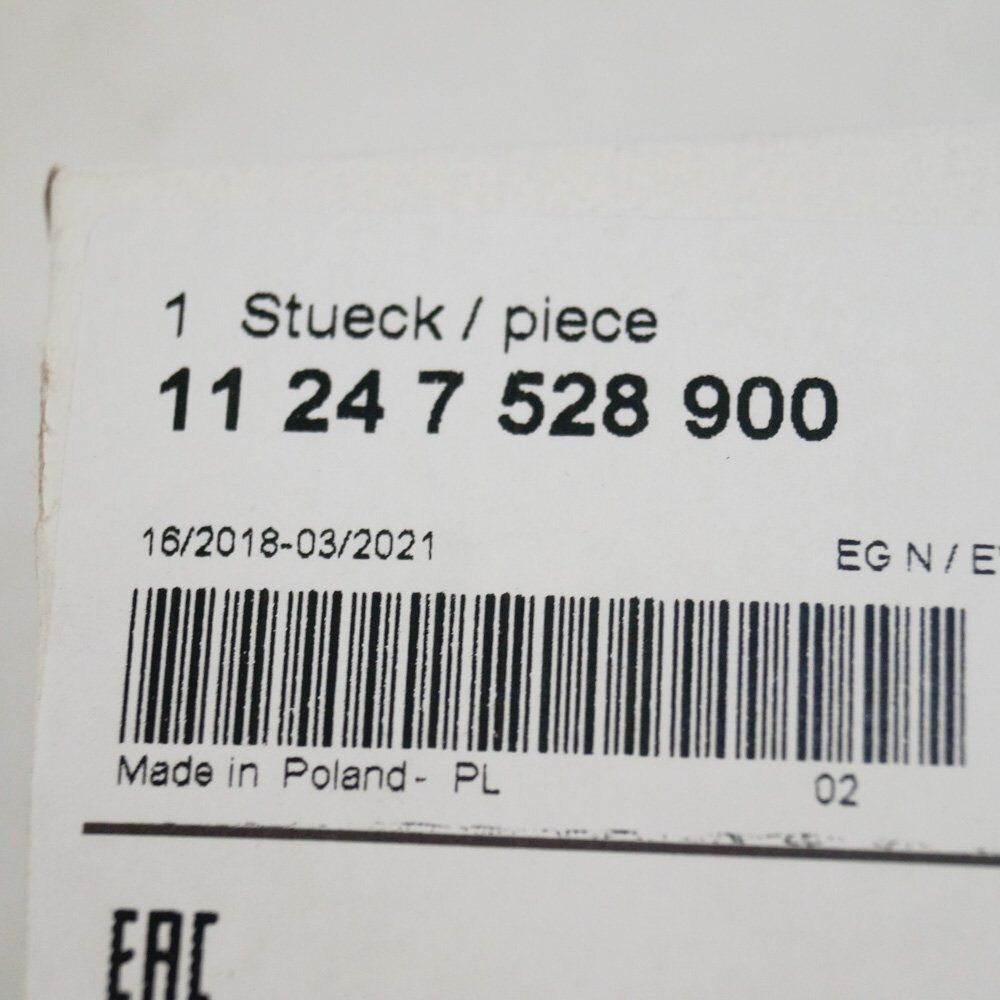 1 Stueck / piece
11 24 7 528 900
16/2018-03/2021
EG N / E
Made in Poland- PL
02
EAC